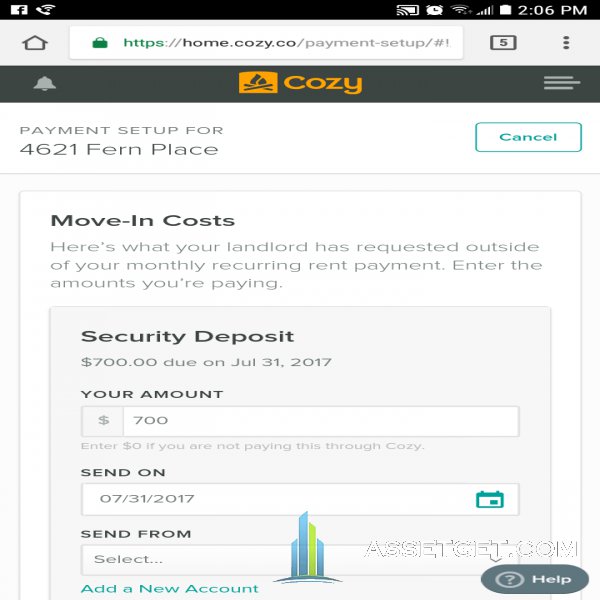 2:06 PM
https://home.cozy.co/payment-setup/#!
5
Cozy
PAYMENT SETUP FOR
4621 Fern Place
Cancel
Move-In Costs
Here's what your landlord has requested outside
of your monthly recurring rent payment. Enter the
amounts you're paying.
Security Deposit
$700.00 due on Jul 31, 2017
YOUR AMOUNT
$ 700
Enter $0 if you are not paying this through Cozy.
SEND ON
07/31/2017
SEND FROM
Select...
ASSETGET.COM
Add a New Account
? Help